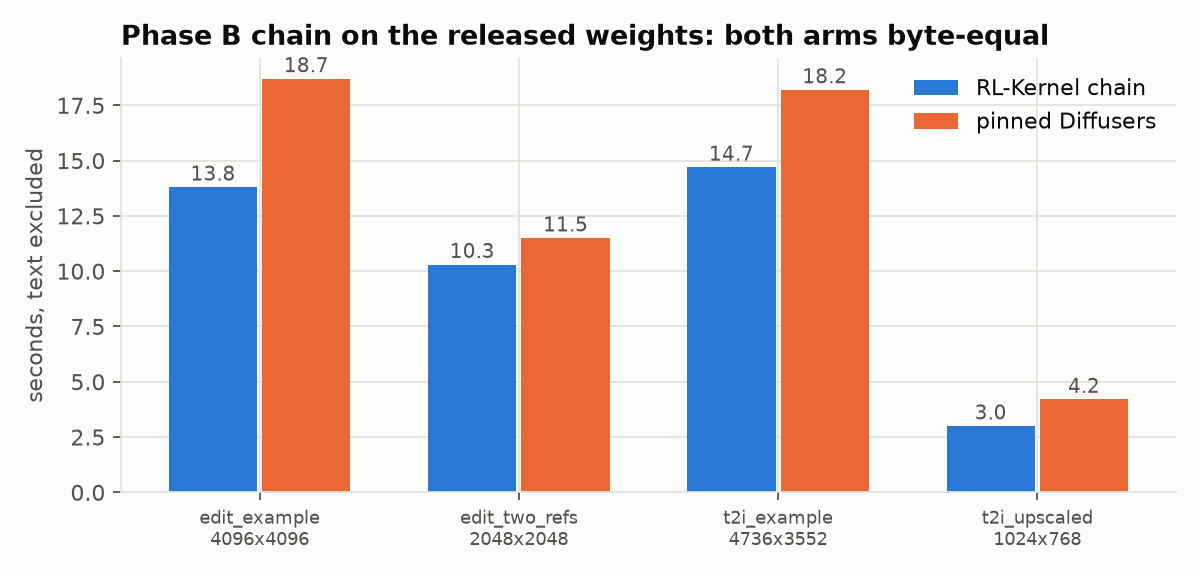 Phase B chain on the released weights: both arms byte-equal
seconds, text excluded
17.5
15.0
12.5
10.0
7.5
5.0
2.5
0.0
RL-Kernel chain
pinned Diffusers
13.8
18.7
10.3
11.5
14.7
18.2
3.0
4.2
edit_example
4096x4096
edit_two_refs
2048x2048
t2i_example
4736x3552
t2i_upscaled
1024x768